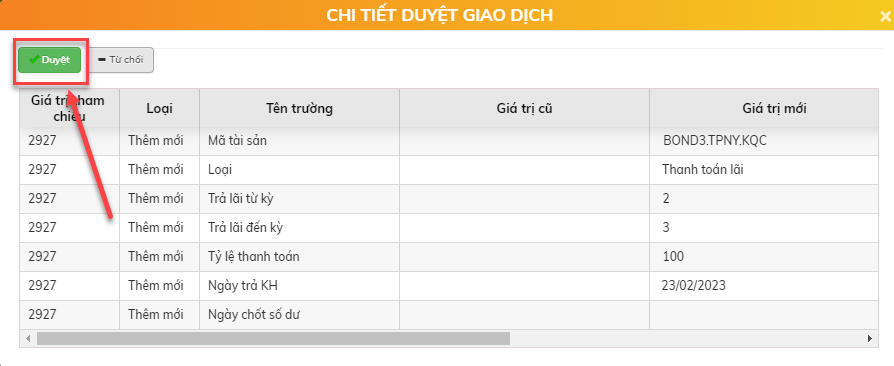 CHI TIẾT DUYỆT GIAO DỊCH
Duyệt
Từ chối
Giá trị tham chiếu Loại Tên trường Giá trị cũ Giá trị mới
2927 Thêm mới Mã tài sản BOND3.TPNY.KQC
2927 Thêm mới Loại Thanh toán lãi
2927 Thêm mới Trả lãi từ kỳ 2
2927 Thêm mới Trả lãi đến kỳ 3
2927 Thêm mới Tỷ lệ thanh toán 100
2927 Thêm mới Ngày trả KH 23/02/2023
2927 Thêm mới Ngày chốt số dư